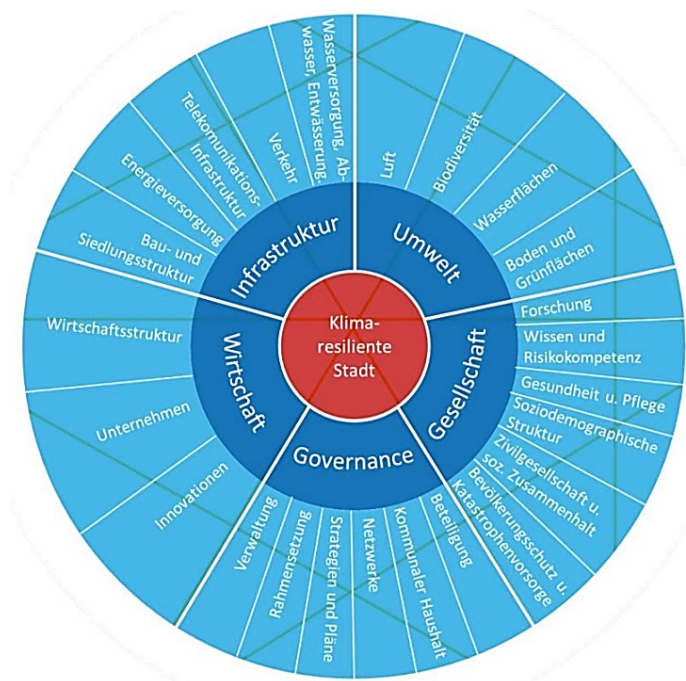 Klima-
resiliente
Stadt
Umwelt
Luft
Biodiversität
Wasserflächen
Boden und
Grünflächen
Gesellschaft
Forschung
Wissen und
Risikokompetenz
Gesundheit u. Pflege
Soziodemographische
Struktur
Zivilgesellschaft u.
soz. Zusammenhalt
Bevölkerungsschutz u.
Katastrophenvorsorge
Governance
Beteiligung
Kommunaler Haushalt
Netzwerke
Strategien und Pläne
Rahmensetzung
Verwaltung
Wirtschaft
Innovationen
Unternehmen
Wirtschaftsstruktur
Infrastruktur
Bau- und
Siedlungsstruktur
Energieversorgung
Telekomunikations-
Infrastruktur
Verkehr
Wasserversorgung, Ab-
wasser, Entwässerung.